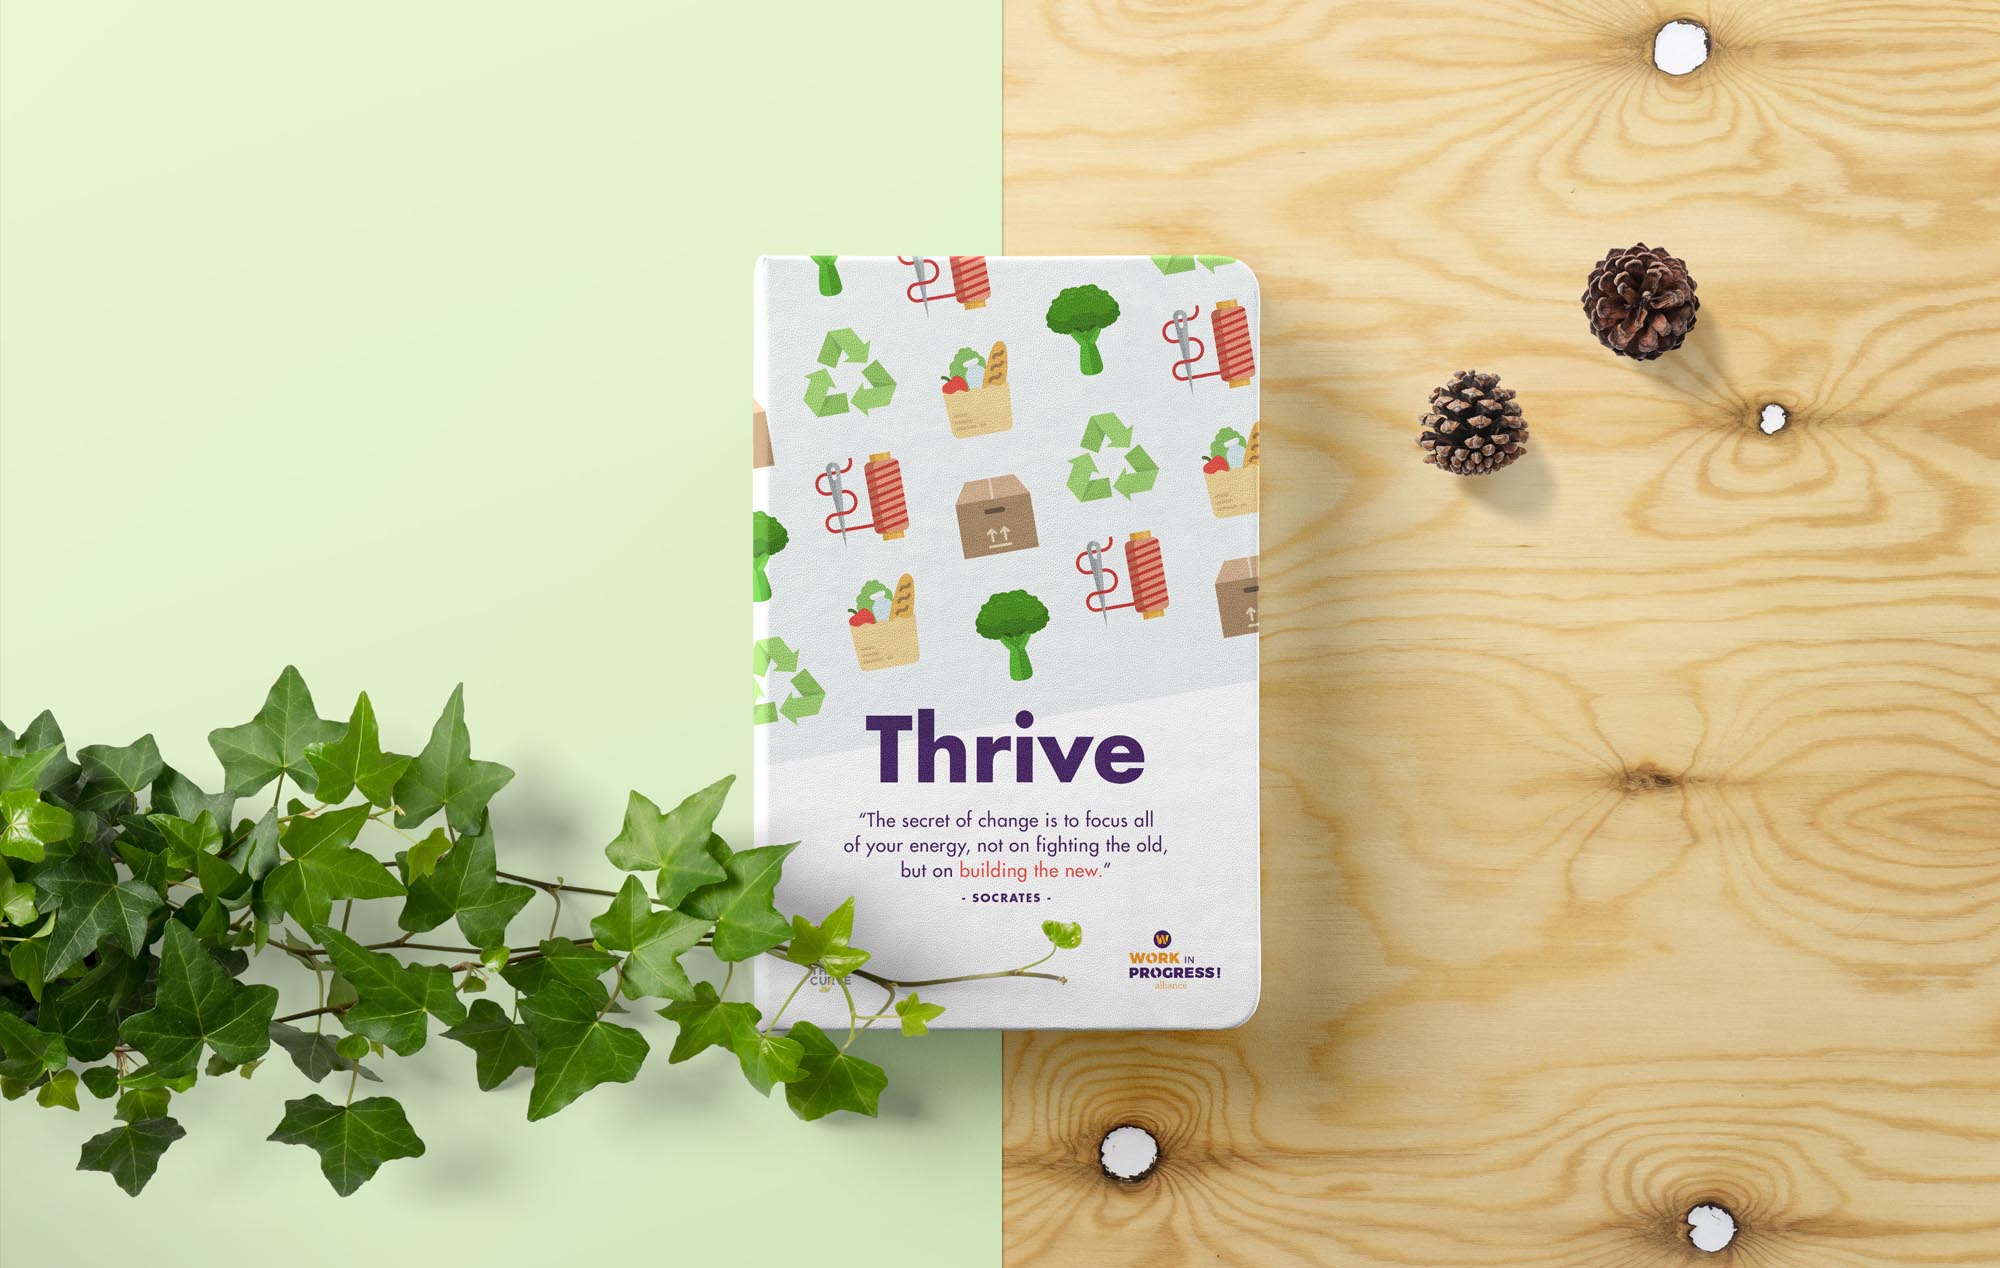 Thrive
“The secret of change is to focus all
of your energy, not on fighting the old,
but on building the new.”
- SOCRATES -
W
WORK IN
PROGRESS!
alliance
CURVE